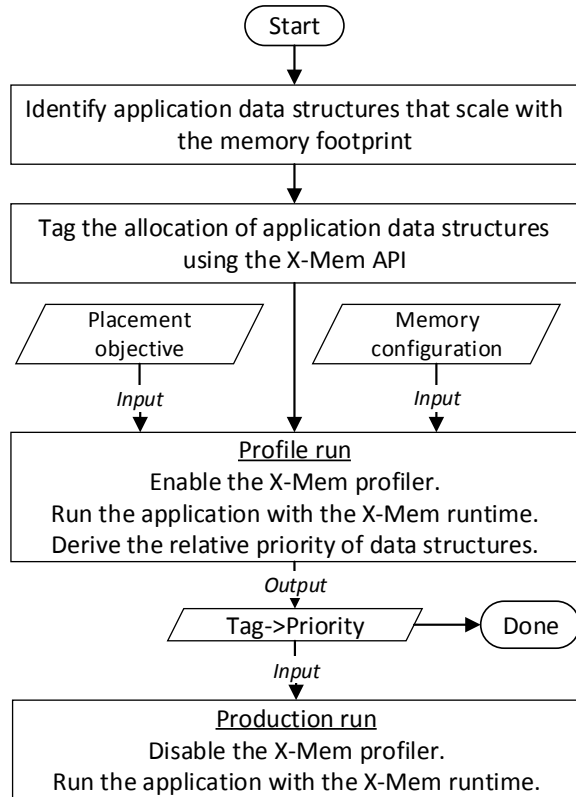 Start
Identify application data structures that scale with
the memory footprint
Tag the allocation of application data structures
using the X-Mem API
Placement
objective
Memory
configuration
Input
Input
Profile run
Enable the X-Mem profiler.
Run the application with the X-Mem runtime.
Derive the relative priority of data structures.
Output
Tag->Priority
Done
Input
Production run
Disable the X-Mem profiler.
Run the application with the X-Mem runtime.